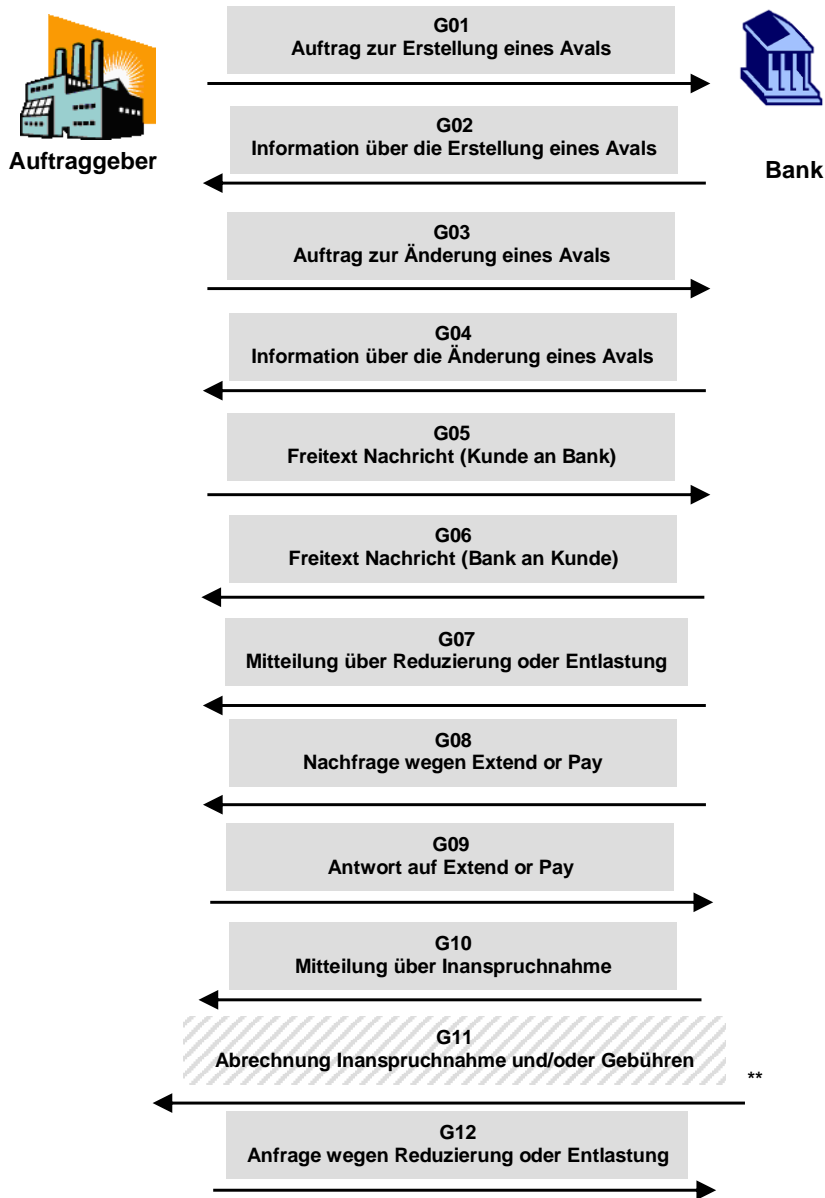 G01
Auftrag zur Erstellung eines Avals
G02
Information über die Erstellung eines Avals
Auftraggeber
Bank
G03
Auftrag zur Änderung eines Avals
G04
Information über die Änderung eines Avals
G05
Freitext Nachricht (Kunde an Bank)
G06
Freitext Nachricht (Bank an Kunde)
G07
Mitteilung über Reduzierung oder Entlastung
G08
Nachfrage wegen Extend or Pay
G09
Antwort auf Extend or Pay
G10
Mitteilung über Inanspruchnahme
G11
Abrechnung Inanspruchnahme und/oder Gebühren
**
G12
Anfrage wegen Reduzierung oder Entlastung